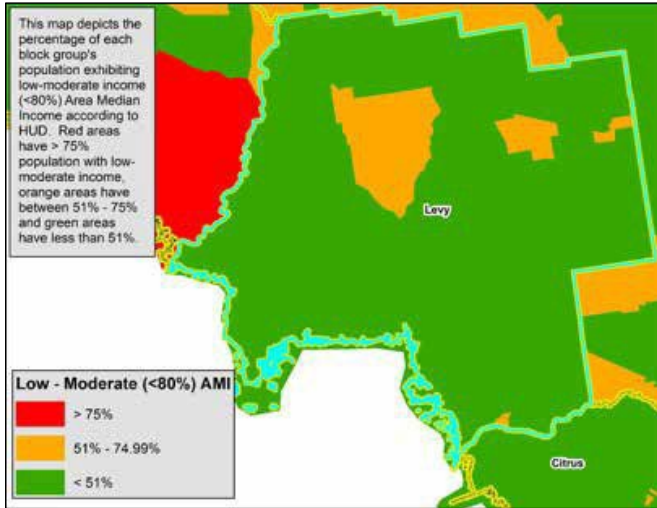 This map depicts the
percentage of each
block group's
population exhibiting
low-moderate income
(<80%) Area Median
Income according to
HUD.  Red areas
have > 75%
population with low-
moderate income,
orange areas have
between 51% - 75%
and green areas
have less than 51%.
Levy
Low - Moderate (<80%) AMI
> 75%
51% - 74.99%
< 51%
Citrus